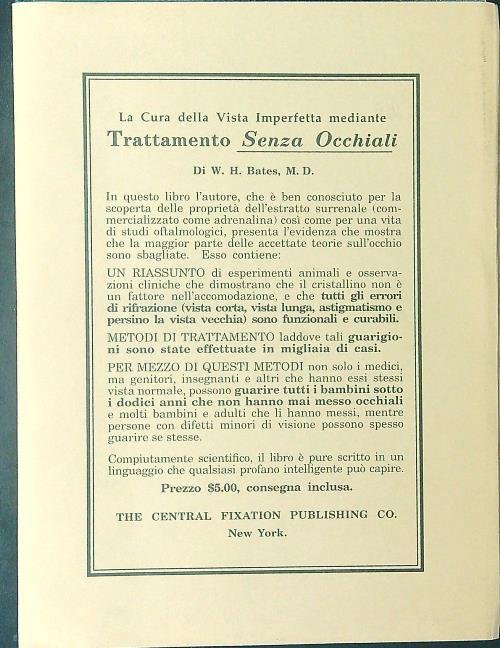 La Cura della Vista Imperfetta mediante
Trattamento Senza Occhiali
Di W. H. Bates, M. D.
In questo libro l'autore, che è ben conosciuto per la
scoperta delle proprietà dell'estratto surrenale (com-
mercializzato come adrenalina) così come per una vita
di studi oftalmologici, presenta l'evidenza che mostra
che la maggior parte delle accettate teorie sull'occhio
sono sbagliate. Esso contiene:
UN RIASSUNTO di esperimenti animali e osserva-
zioni cliniche che dimostrano che il cristallino non è
un fattore nell'accomodazione, e che tutti gli errori
di rifrazione (vista corta, vista lunga, astigmatismo e
persino la vista vecchia) sono funzionali e curabili.
METODI DI TRATTAMENTO laddove tali guarigio-
ni sono state effettuate in migliaia di casi.
PER MEZZO DI QUESTI METODI non solo i medici,
ma genitori, insegnanti e altri che hanno essi stessi
vista normale, possono guarire tutti i bambini sotto
i dodici anni che non hanno mai messo occhiali
e molti bambini e adulti che li hanno messi, mentre
persone con difetti minori di visione possono spesso
guarire se stesse.
Compiutamente scientifico, il libro è pure scritto in un
linguaggio che qualsiasi profano intelligente può capire.
Prezzo $5.00, consegna inclusa.
THE CENTRAL FIXATION PUBLISHING CO.
New York.